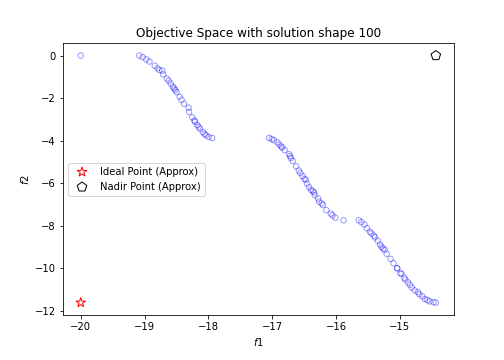 Objective Space with solution shape 100
0
−2
−4
−6
−8
−10
−12
f2
Ideal Point (Approx)
Nadir Point (Approx)
−20
−19
−18
−17
−16
−15
f1